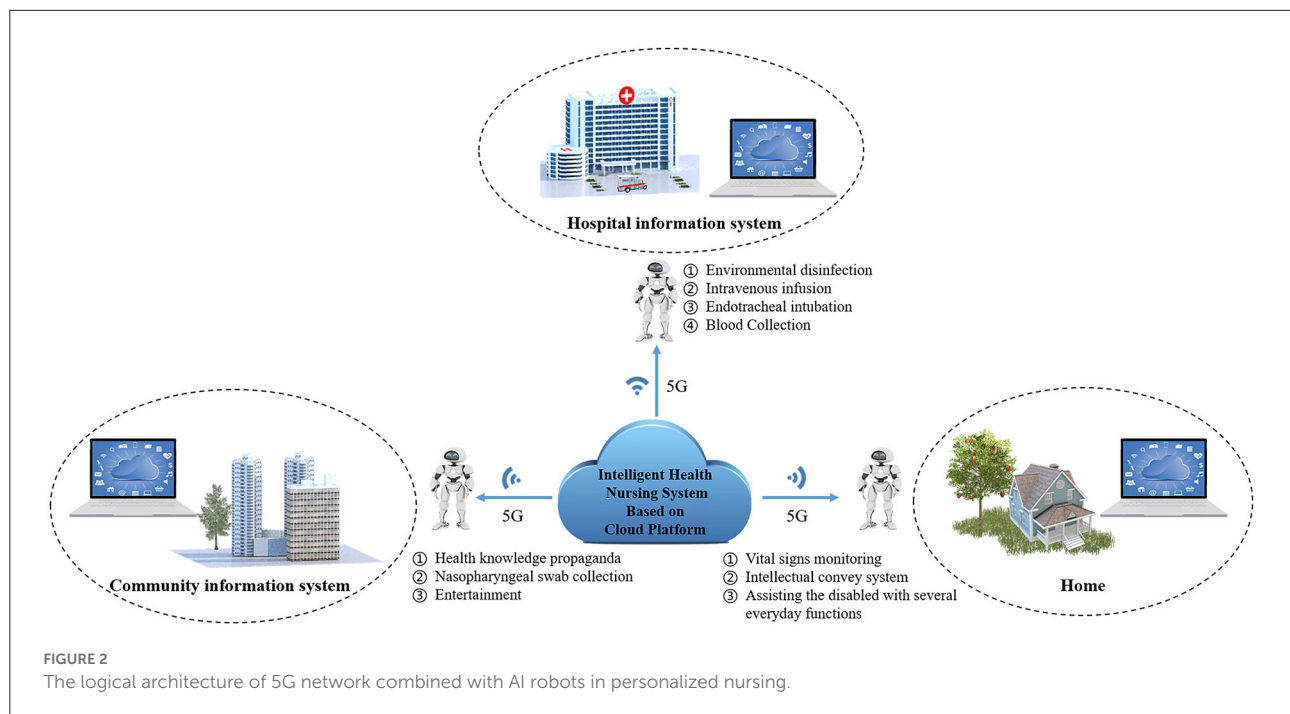 Hospital information system
① Environmental disinfection
② Intravenous infusion
③ Endotracheal intubation
④ Blood Collection
5G
Intelligent Health
Nursing System
Based on
Cloud Platform
5G
5G
Community information system
① Health knowledge propaganda
② Nasopharyngeal swab collection
③ Entertainment
① Vital signs monitoring
② Intellectual convey system
③ Assisting the disabled with several
everyday functions
Home
FIGURE 2
The logical architecture of 5G network combined with AI robots in personalized nursing.